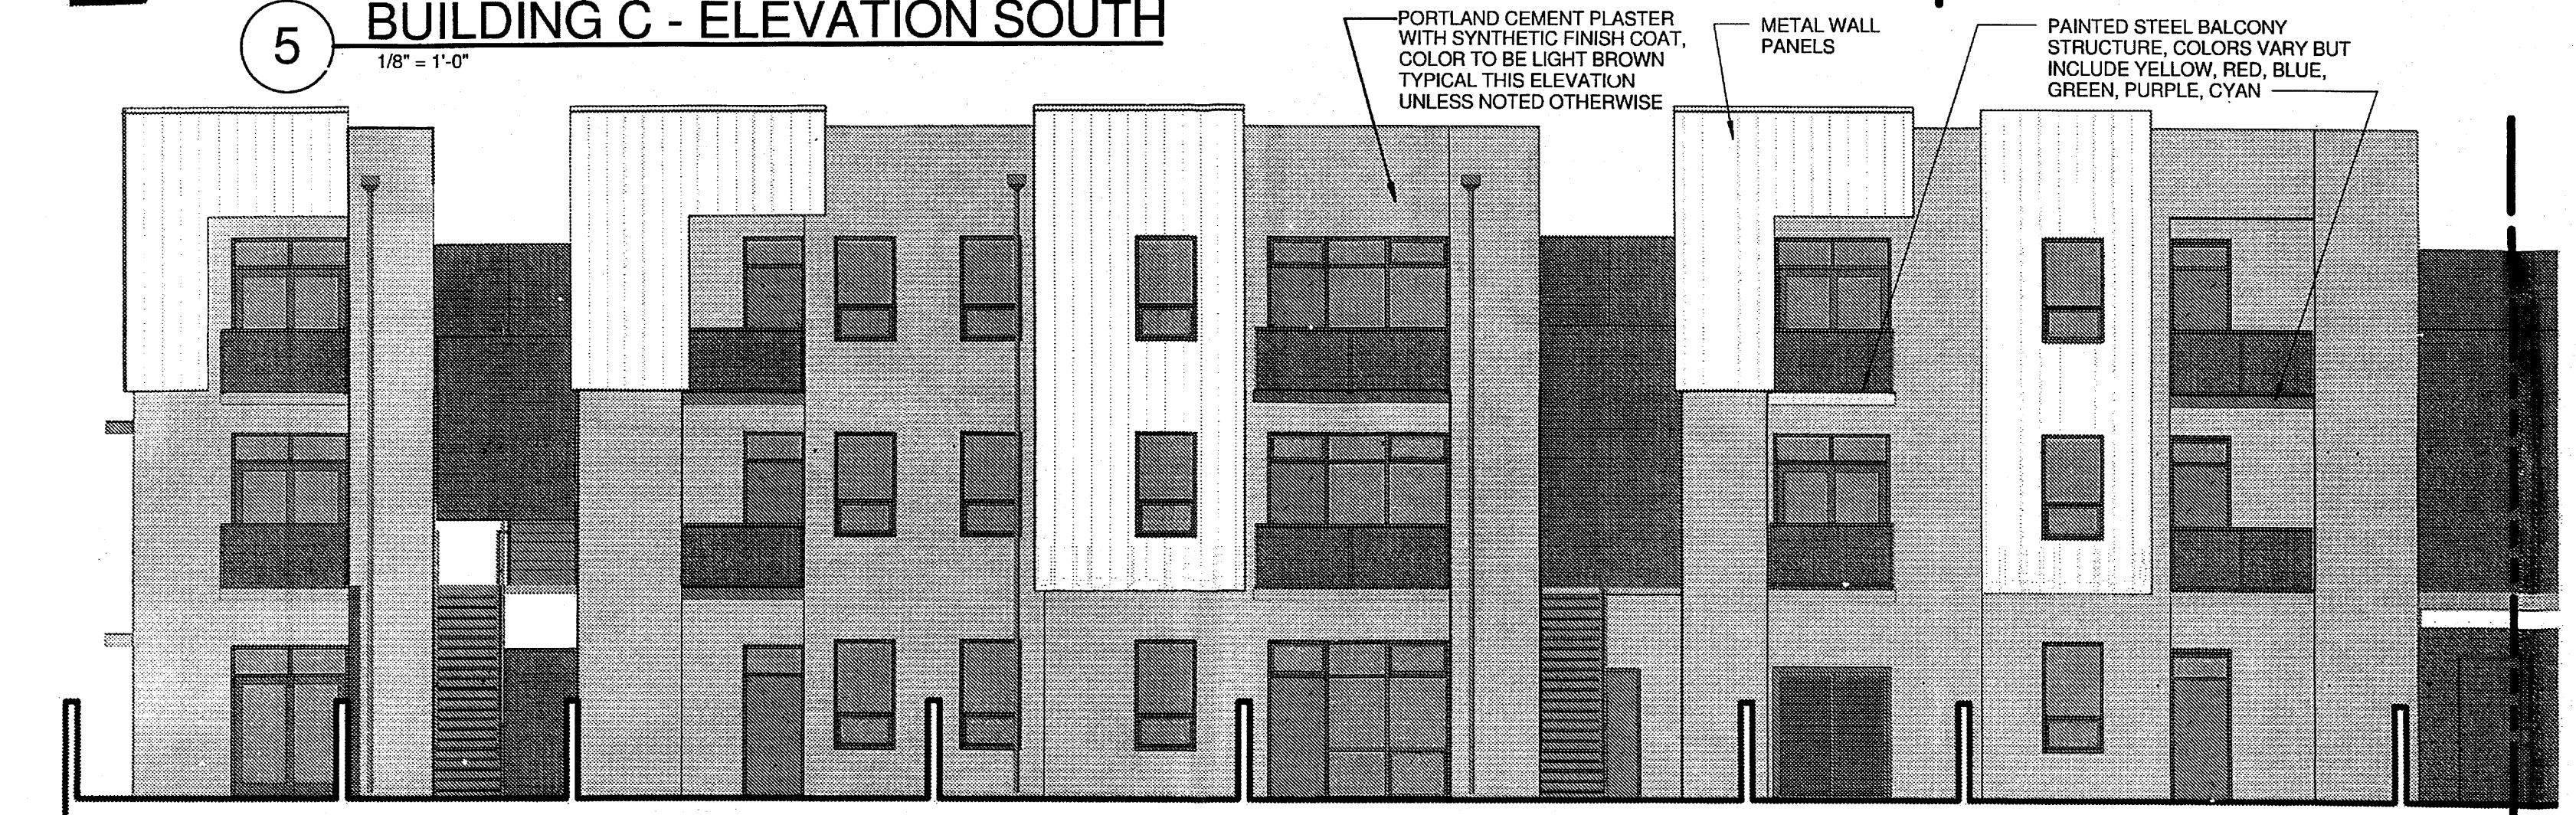 5
BUILDING C - ELEVATION SOUTH
1/8" = 1'-0"
PORTLAND CEMENT PLASTER
WITH SYNTHETIC FINISH COAT,
COLOR TO BE LIGHT BROWN
TYPICAL THIS ELEVATION
UNLESS NOTED OTHERWISE
METAL WALL
PANELS
PAINTED STEEL BALCONY
STRUCTURE, COLORS VARY BUT
INCLUDE YELLOW, RED, BLUE,
GREEN, PURPLE, CYAN